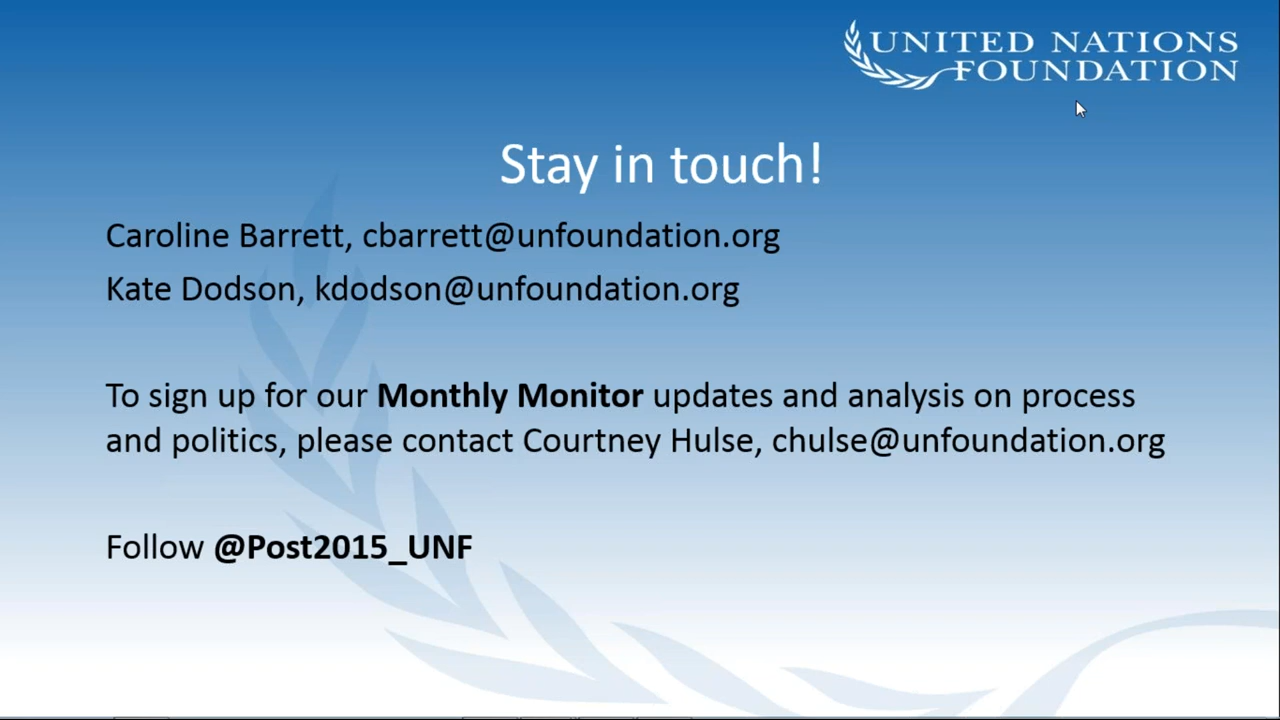 UNITED NATIONS
FOUNDATION
Stay in touch!
Caroline Barrett, cbarrett@unfoundation.org
Kate Dodson, kdodson@unfoundation.org
To sign up for our Monthly Monitor updates and analysis on process
and politics, please contact Courtney Hulse, chulse@unfoundation.org
Follow @Post2015_UNF